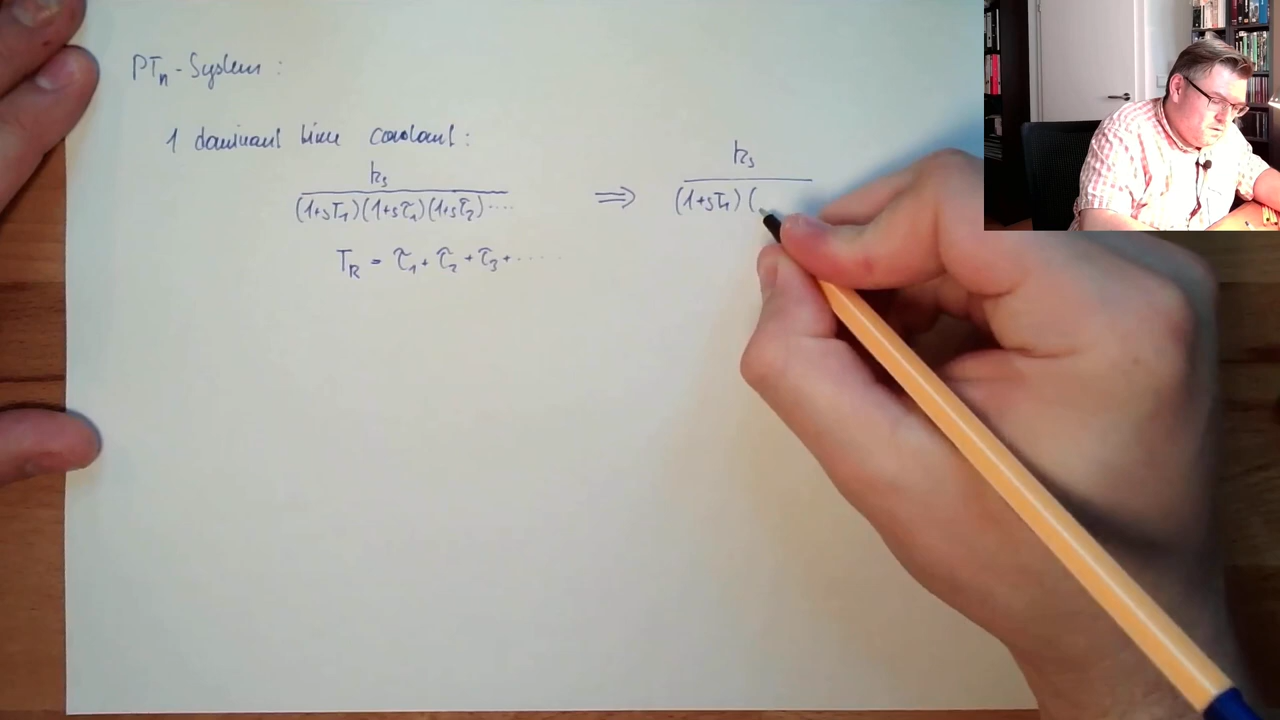 PTn-System :
1 dominant time constant :
ks
(1+sT1)(1+sτ1)(1+sτ2)....
⇒
ks
(1+sT1)(
TR = τ1 + τ2 + τ3 + .....